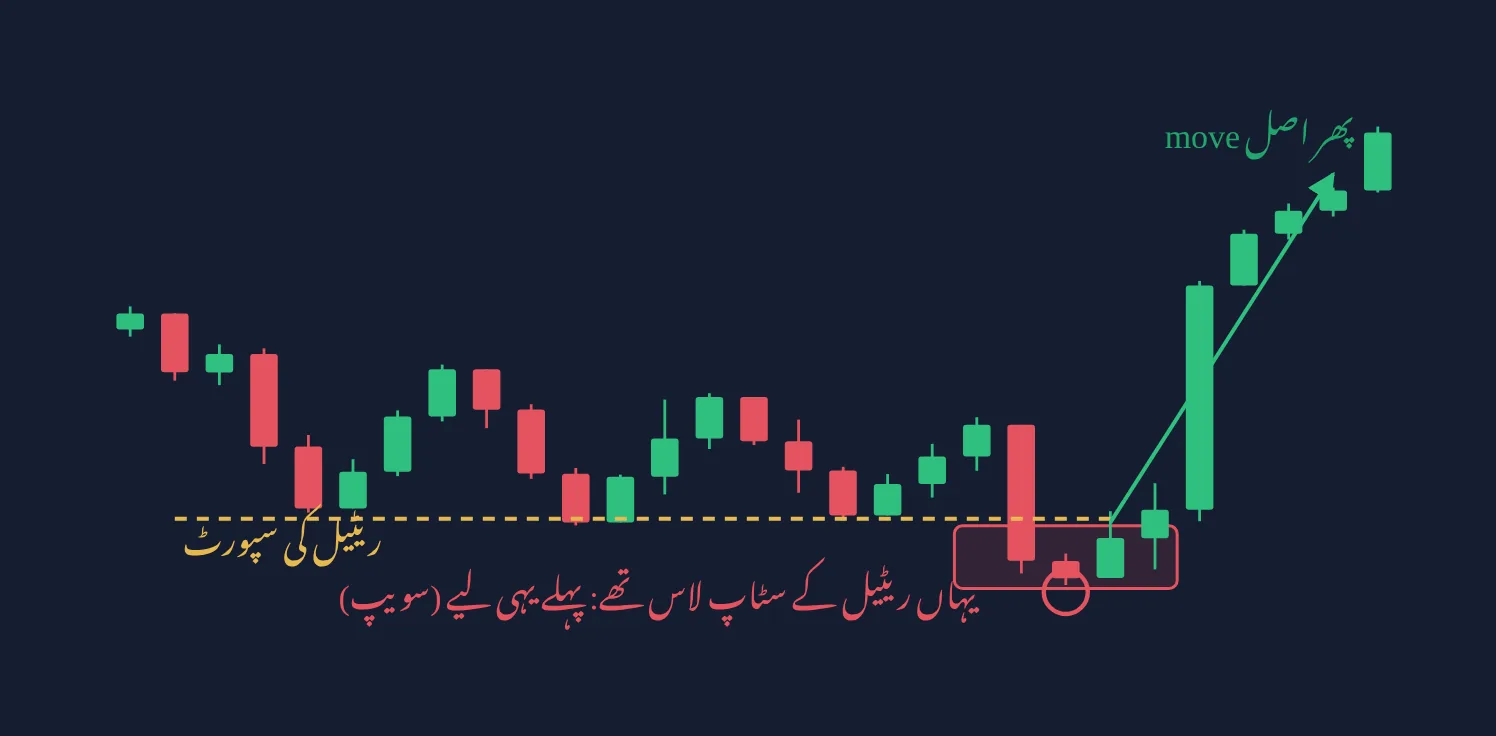 پھر اصل move
ریٹیل کی سپورٹ
یہاں ریٹیل کے سٹاپ لاس تھے: پہلے یہی لیے (سویپ)